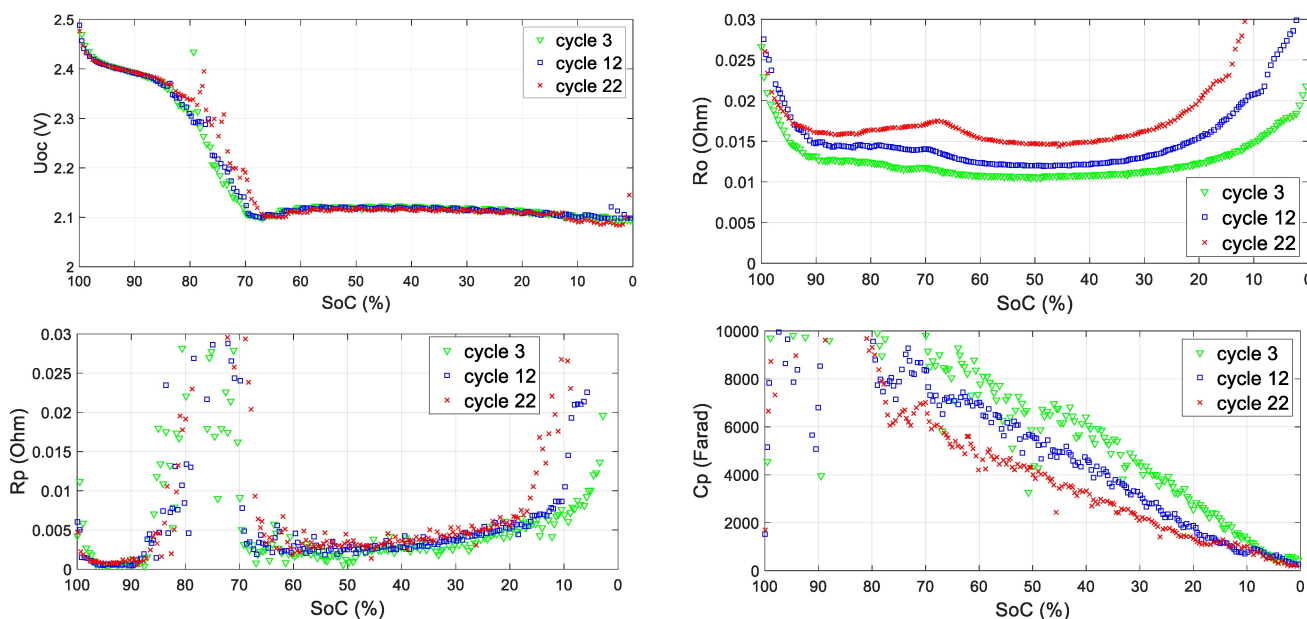 Uoc (V)
2.5
2.4
2.3
2.2
2.1
2
100 90 80 70 60 50 40 30 20 10 0
SoC (%)
cycle 3
cycle 12
cycle 22
Ro (Ohm)
0.03
0.025
0.02
0.015
0.01
0.005
0
100 90 80 70 60 50 40 30 20 10 0
SoC (%)
cycle 3
cycle 12
cycle 22
Rp (Ohm)
0.03
0.025
0.02
0.015
0.01
0.005
0
100 90 80 70 60 50 40 30 20 10 0
SoC (%)
cycle 3
cycle 12
cycle 22
Cp (Farad)
10000
8000
6000
4000
2000
0
100 90 80 70 60 50 40 30 20 10 0
SoC (%)
cycle 3
cycle 12
cycle 22